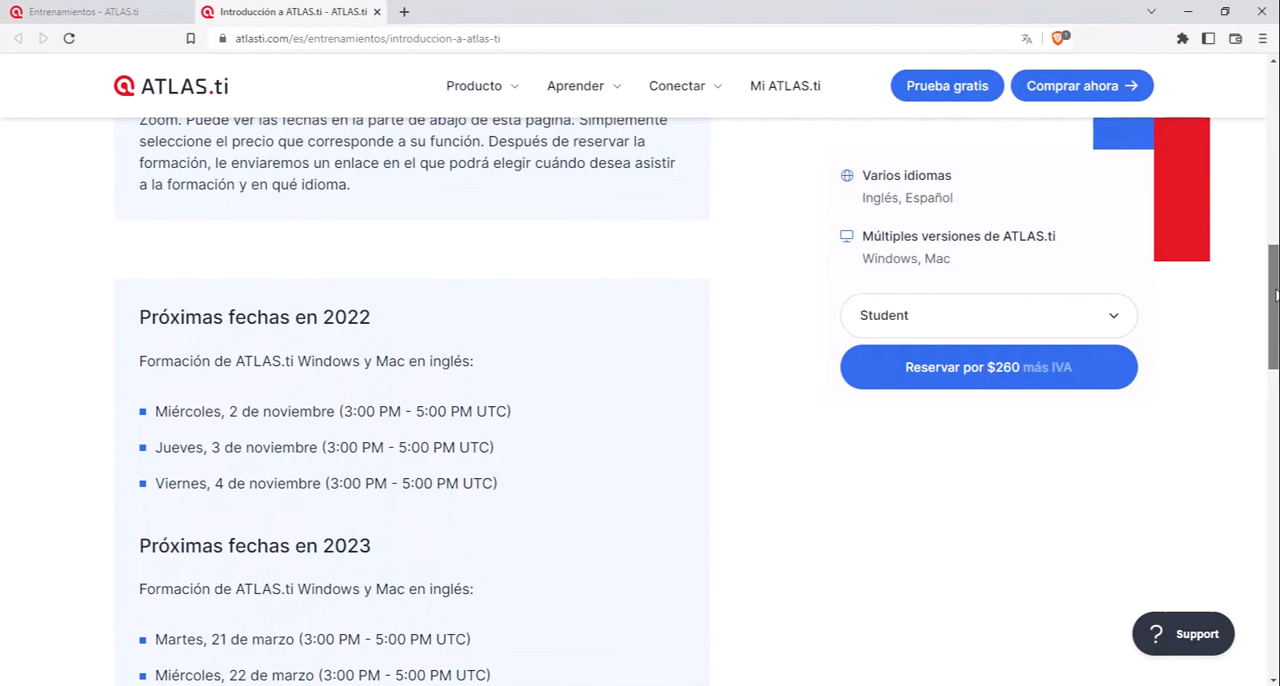 Entrenamientos - ATLAS.ti
Introducción a ATLAS.ti - ATLAS.ti
atlasti.com/es/entrenamientos/introduccion-a-atlas-ti
ATLAS.ti
Producto
Aprender
Conectar
Mi ATLAS.ti
Prueba gratis
Comprar ahora →
Zoom. Puede ver las fechas en la parte de abajo de esta página. Simplemente
seleccione el precio que corresponde a su función. Después de reservar la
formación, le enviaremos un enlace en el que podrá elegir cuándo desea asistir
a la formación y en qué idioma.
Varios idiomas
Inglés, Español
Múltiples versiones de ATLAS.ti
Windows, Mac
Student
Reservar por $260 más IVA
Próximas fechas en 2022
Formación de ATLAS.ti Windows y Mac en inglés:
Miércoles, 2 de noviembre (3:00 PM - 5:00 PM UTC)
Jueves, 3 de noviembre (3:00 PM - 5:00 PM UTC)
Viernes, 4 de noviembre (3:00 PM - 5:00 PM UTC)
Próximas fechas en 2023
Formación de ATLAS.ti Windows y Mac en inglés:
Martes, 21 de marzo (3:00 PM - 5:00 PM UTC)
Miércoles, 22 de marzo (3:00 PM - 5:00 PM UTC)
? Support